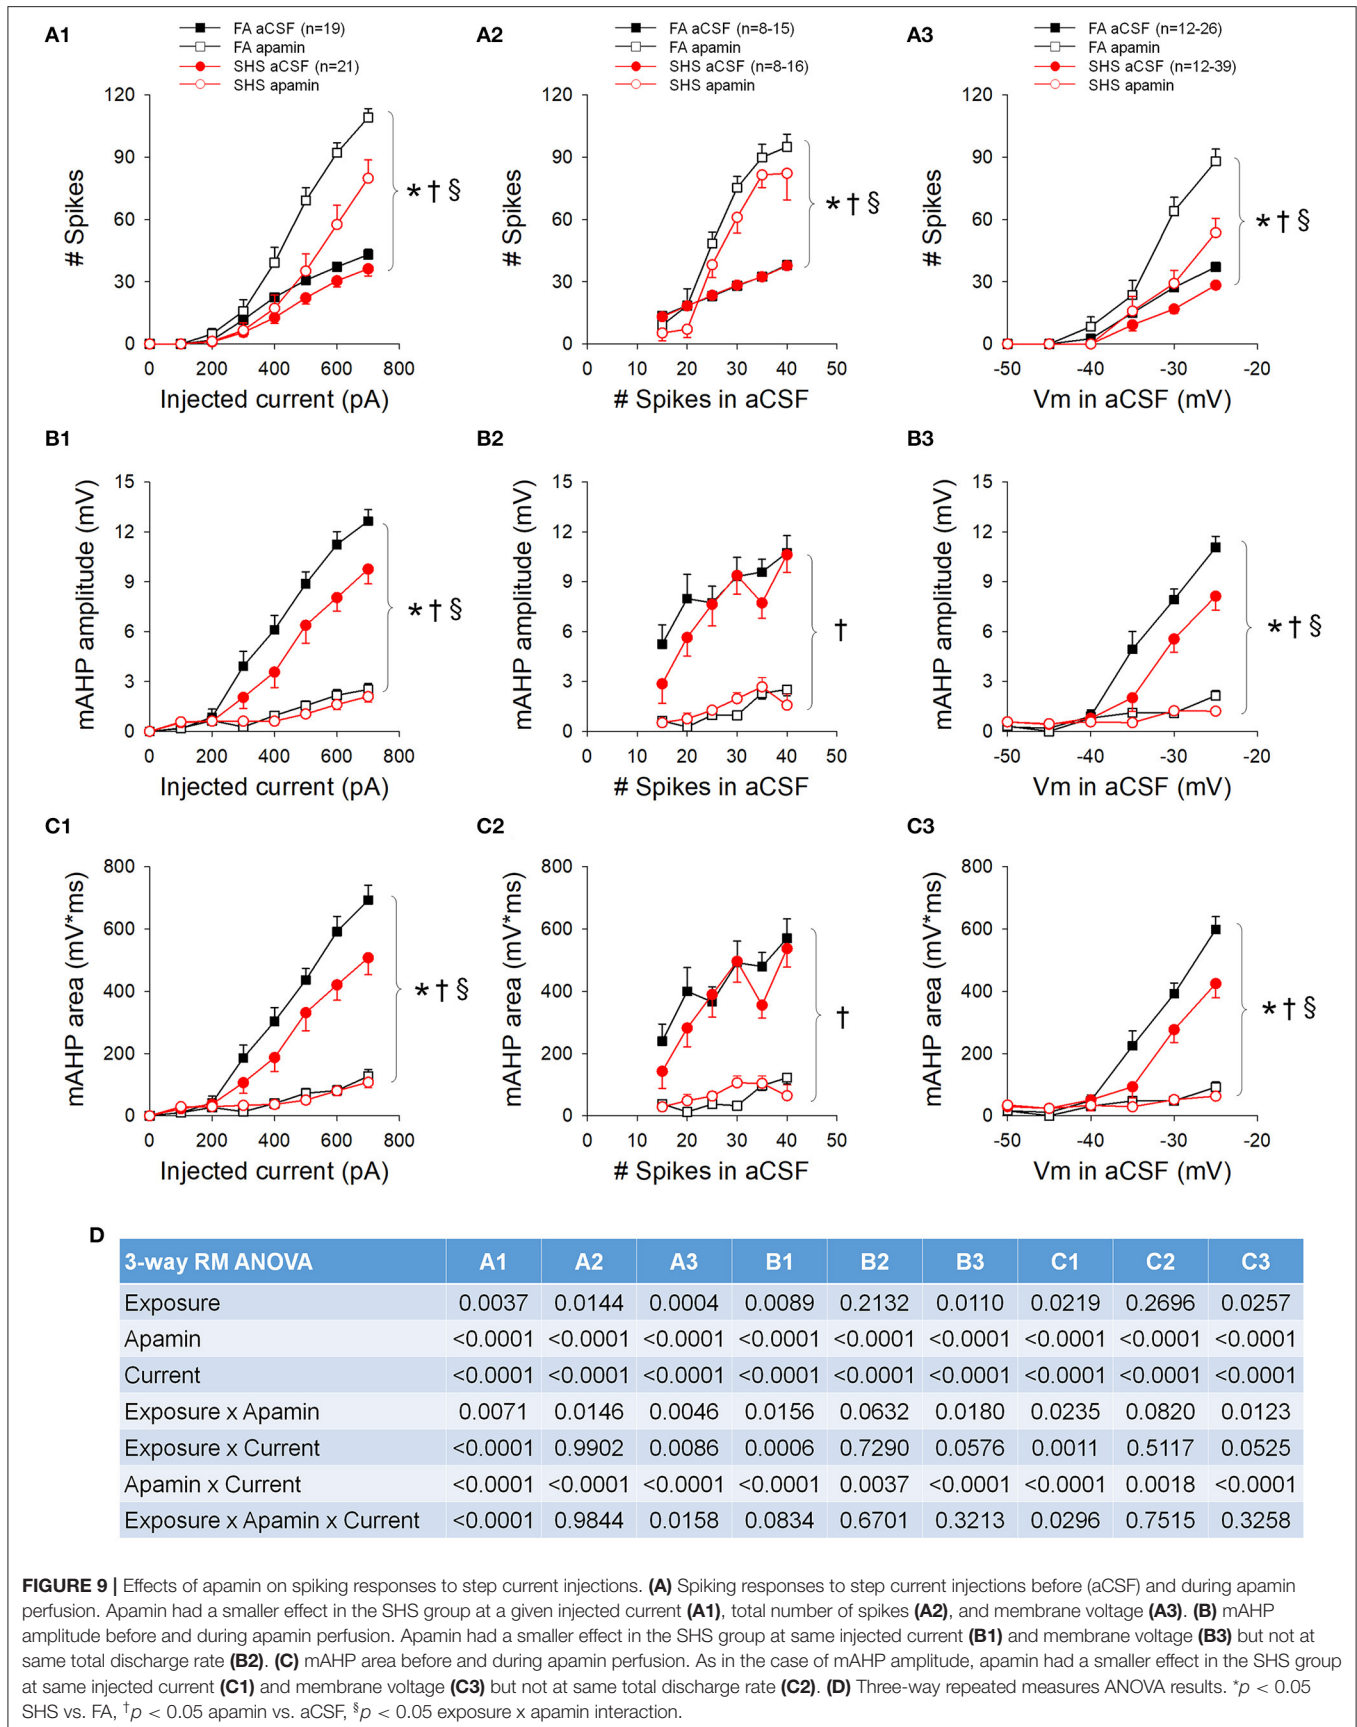 A1
FA aCSF (n=19)
FA apamin
SHS aCSF (n=21)
SHS apamin
120
90
60
30
0
# Spikes
* † §
0 200 400 600 800
Injected current (pA)
A2
FA aCSF (n=8-15)
FA apamin
SHS aCSF (n=8-16)
SHS apamin
120
90
60
30
0
# Spikes
* † §
0 10 20 30 40 50
# Spikes in aCSF
A3
FA aCSF (n=12-26)
FA apamin
SHS aCSF (n=12-39)
SHS apamin
120
90
60
30
0
# Spikes
* † §
-50 -40 -30 -20
Vm in aCSF (mV)
B1
15
12
9
6
3
0
mAHP amplitude (mV)
* † §
0 200 400 600 800
Injected current (pA)
B2
15
12
9
6
3
0
mAHP amplitude (mV)
†
0 10 20 30 40 50
# Spikes in aCSF
B3
15
12
9
6
3
0
mAHP amplitude (mV)
* † §
-50 -40 -30 -20
Vm in aCSF (mV)
C1
800
600
400
200
0
mAHP area (mV*ms)
* † §
0 200 400 600 800
Injected current (pA)
C2
800
600
400
200
0
mAHP area (mV*ms)
†
0 10 20 30 40 50
# Spikes in aCSF
C3
800
600
400
200
0
mAHP area (mV*ms)
* † §
-50 -40 -30 -20
Vm in aCSF (mV)
D
3-way RM ANOVA A1 A2 A3 B1 B2 B3 C1 C2 C3
Exposure 0.0037 0.0144 0.0004 0.0089 0.2132 0.0110 0.0219 0.2696 0.0257
Apamin <0.0001 <0.0001 <0.0001 <0.0001 <0.0001 <0.0001 <0.0001 <0.0001 <0.0001
Current <0.0001 <0.0001 <0.0001 <0.0001 <0.0001 <0.0001 <0.0001 <0.0001 <0.0001
Exposure x Apamin 0.0071 0.0146 0.0046 0.0156 0.0632 0.0180 0.0235 0.0820 0.0123
Exposure x Current <0.0001 0.9902 0.0086 0.0006 0.7290 0.0576 0.0011 0.5117 0.0525
Apamin x Current <0.0001 <0.0001 <0.0001 <0.0001 0.0037 <0.0001 <0.0001 0.0018 <0.0001
Exposure x Apamin x Current <0.0001 0.9844 0.0158 0.0834 0.6701 0.3213 0.0296 0.7515 0.3258
FIGURE 9 | Effects of apamin on spiking responses to step current injections. (A) Spiking responses to step current injections before (aCSF) and during apamin
perfusion. Apamin had a smaller effect in the SHS group at a given injected current (A1), total number of spikes (A2), and membrane voltage (A3). (B) mAHP
amplitude before and during apamin perfusion. Apamin had a smaller effect in the SHS group at same injected current (B1) and membrane voltage (B3) but not at
same total discharge rate (B2). (C) mAHP area before and during apamin perfusion. As in the case of mAHP amplitude, apamin had a smaller effect in the SHS group
at same injected current (C1) and membrane voltage (C3) but not at same total discharge rate (C2). (D) Three-way repeated measures ANOVA results. *p < 0.05
SHS vs. FA, †p < 0.05 apamin vs. aCSF, §p < 0.05 exposure x apamin interaction.